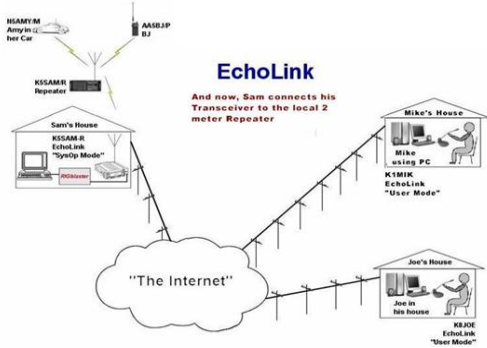 N5AMY/M
Amy in
her Car
AA5BJ/P
BJ
K5SAM/R
Repeater
EchoLink
And now, Sam connects his
Transceiver to the local 2
meter Repeater
Sam's House
K5SAM-R
EchoLink
"SysOp Mode"
RIGblaster
Mike's House
Mike
using PC
K1MIK
EchoLink
"User Mode"
"The Internet"
Joe's House
Joe in
his house
K8JOE
EchoLink
"User Mode"